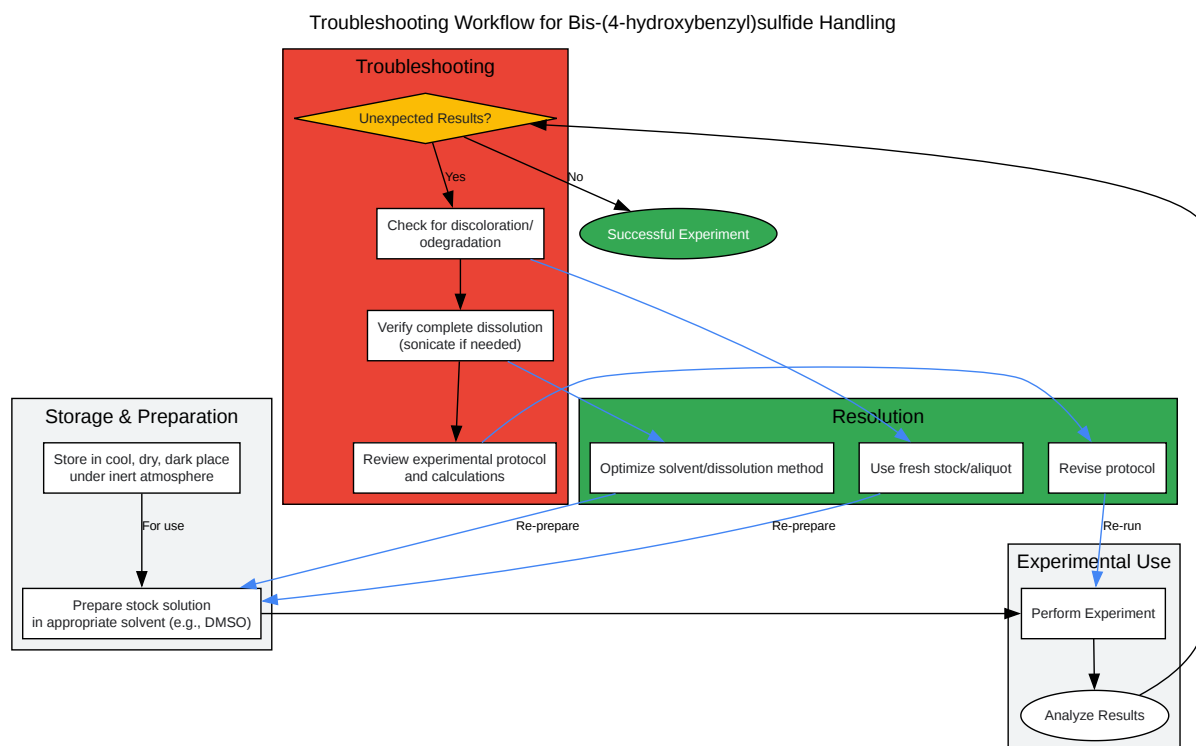 Troubleshooting Workflow for Bis-(4-hydroxybenzyl)sulfide Handling
Troubleshooting
Unexpected Results?
Yes
No
Check for discoloration/
odegradation
Successful Experiment
Verify complete dissolution
(sonicate if needed)
Storage & Preparation
Resolution
Store in cool, dry, dark place
under inert atmosphere
Review experimental protocol
and calculations
Optimize solvent/dissolution method
Use fresh stock/aliquot
Revise protocol
For use
Re-prepare
Re-prepare
Re-run
Experimental Use
Prepare stock solution
in appropriate solvent (e.g., DMSO)
Perform Experiment
Analyze Results